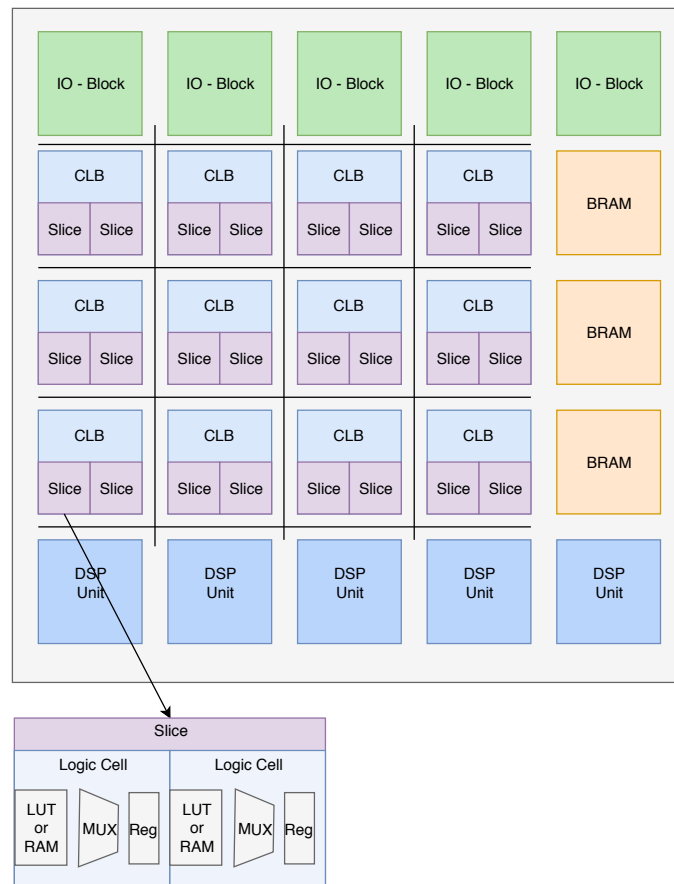 IO - Block IO - Block IO - Block IO - Block IO - Block
CLB CLB CLB CLB
BRAM
Slice Slice Slice Slice Slice Slice Slice Slice
CLB CLB CLB CLB
BRAM
Slice Slice Slice Slice Slice Slice Slice Slice
CLB CLB CLB CLB
BRAM
Slice Slice Slice Slice Slice Slice Slice Slice
DSP DSP DSP DSP DSP
Unit Unit Unit Unit Unit
Slice
Logic Cell Logic Cell
LUT LUT
or MUX Reg or MUX Reg
RAM RAM